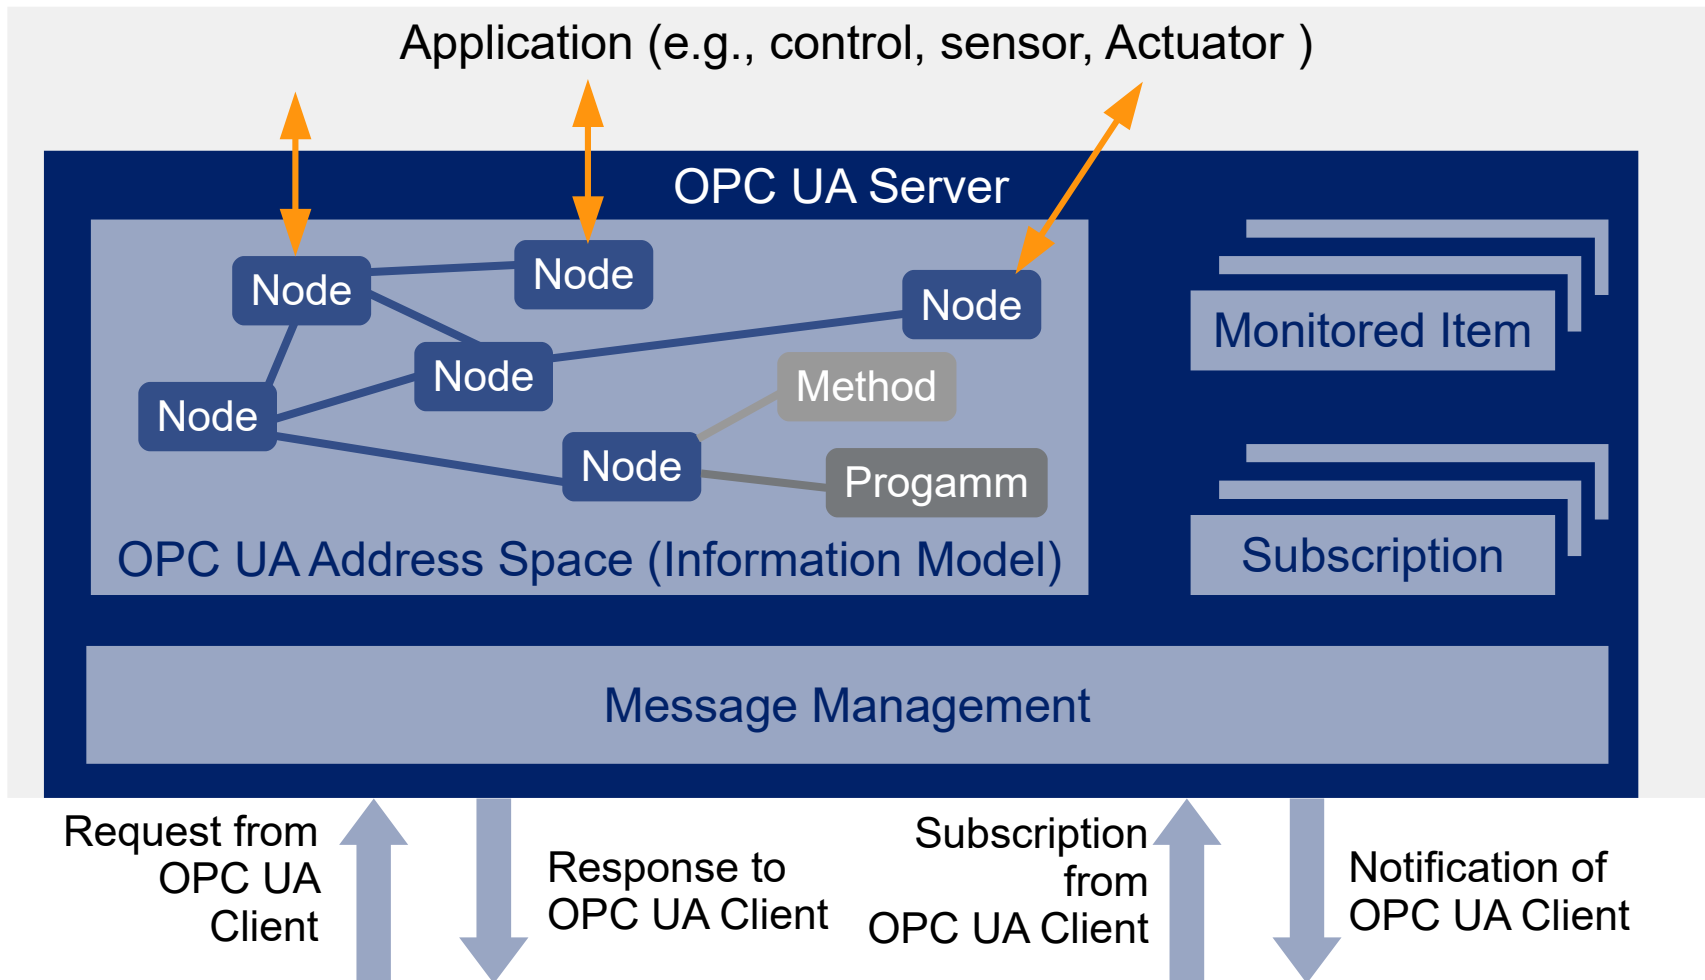 Application (e.g., control, sensor, Actuator )
OPC UA Server
Node
Node
Node
Node
Node
Node
Method
Progamm
OPC UA Address Space (Information Model)
Monitored Item
Subscription
Message Management
Request from
OPC UA
Client
Response to
OPC UA Client
Subscription
from
OPC UA Client
Notification of
OPC UA Client